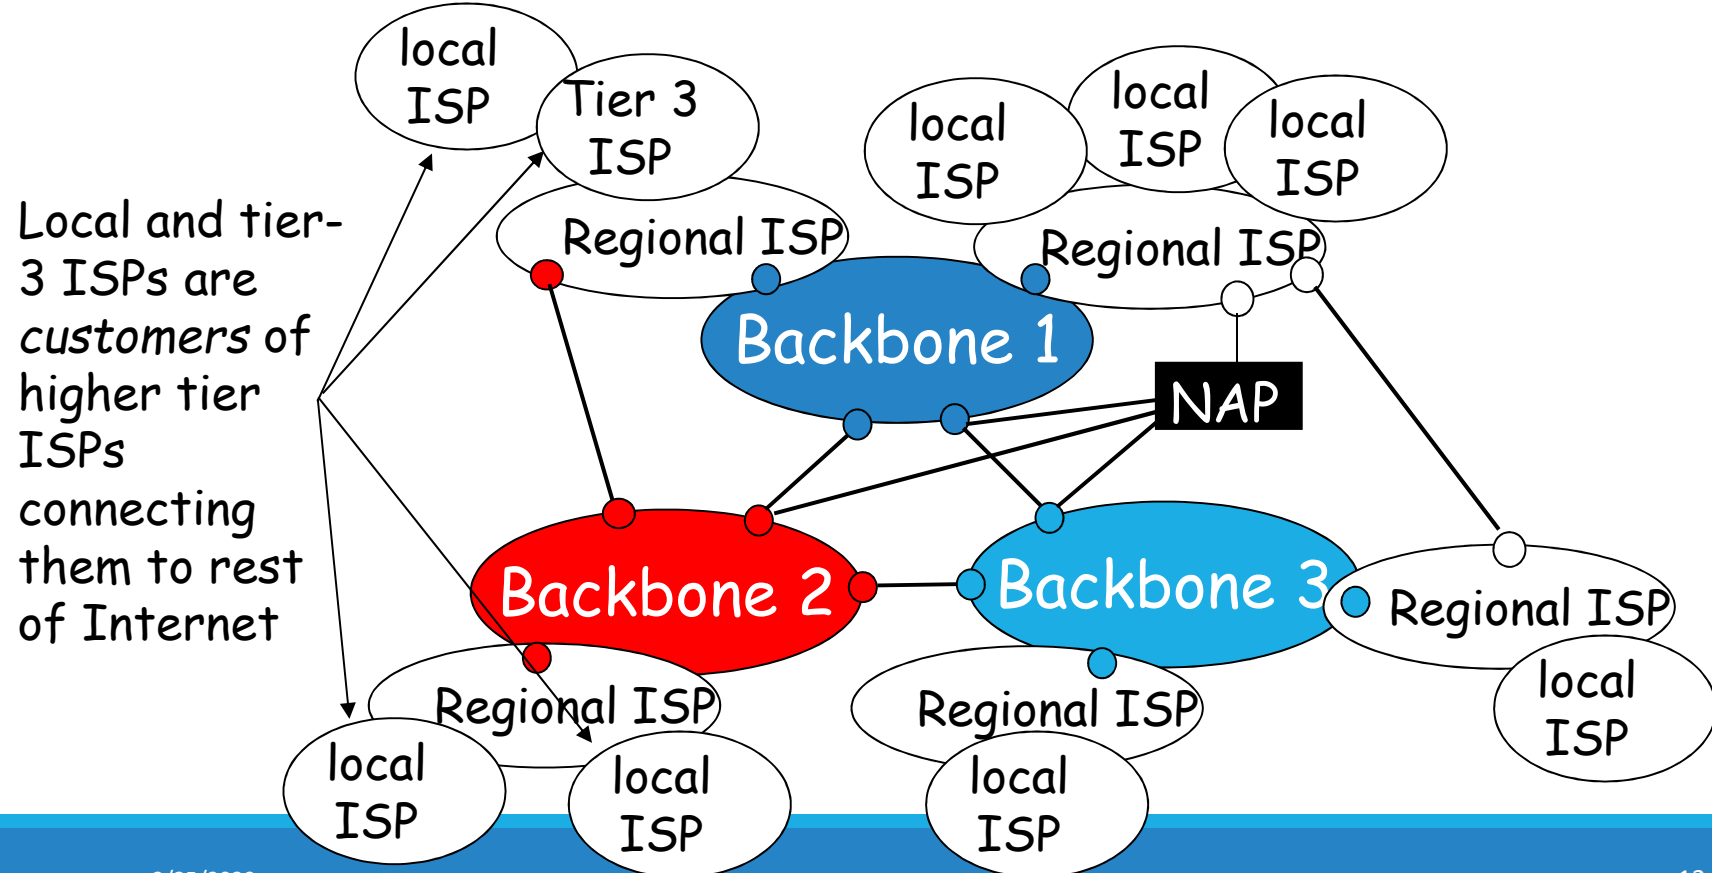 local
ISP
Tier 3
ISP
local
ISP
local
ISP
local
ISP
Local and tier-
3 ISPs are
customers of
higher tier
ISPs
connecting
them to rest
of Internet
Regional ISP
Regional ISP
Backbone 1
NAP
Backbone 2
Backbone 3
Regional ISP
Regional ISP
Regional ISP
local
ISP
local
ISP
local
ISP
local
ISP